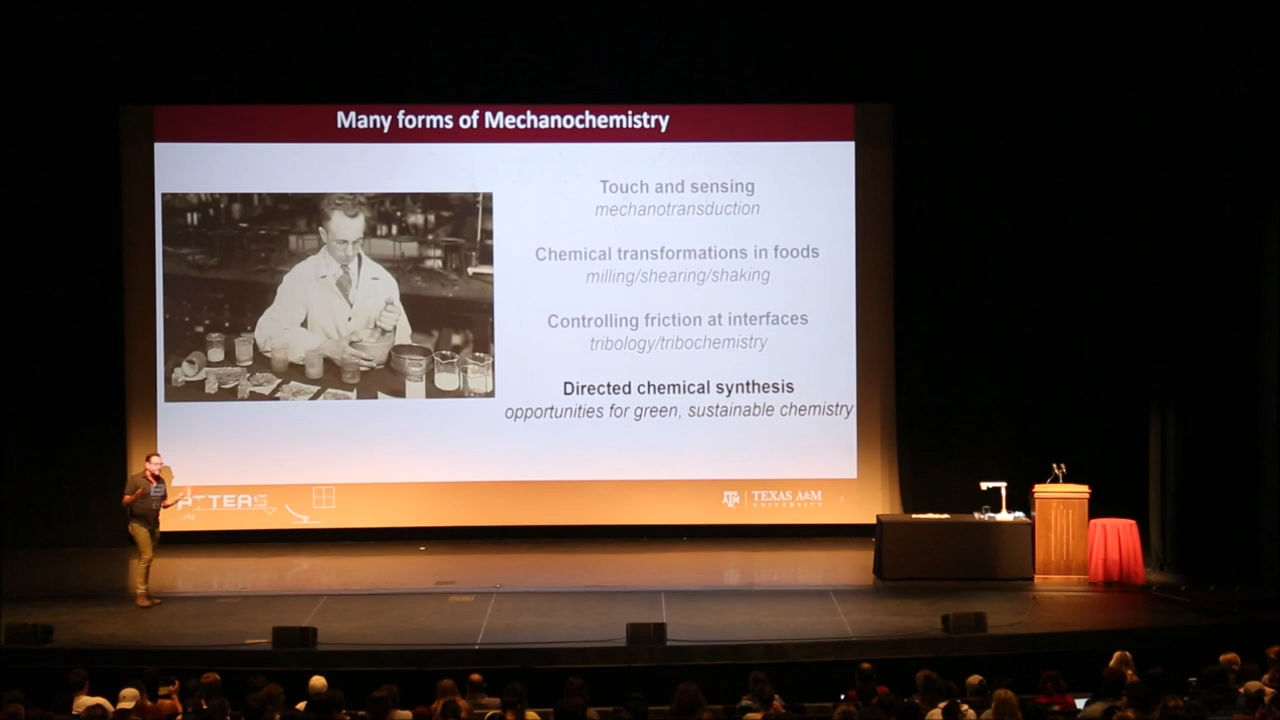 Many forms of Mechanochemistry
Touch and sensing
mechanotransduction
Chemical transformations in foods
milling/shearing/shaking
Controlling friction at interfaces
tribology/tribochemistry
Directed chemical synthesis
opportunities for green, sustainable chemistry
TEXAS A&M
UNIVERSITY